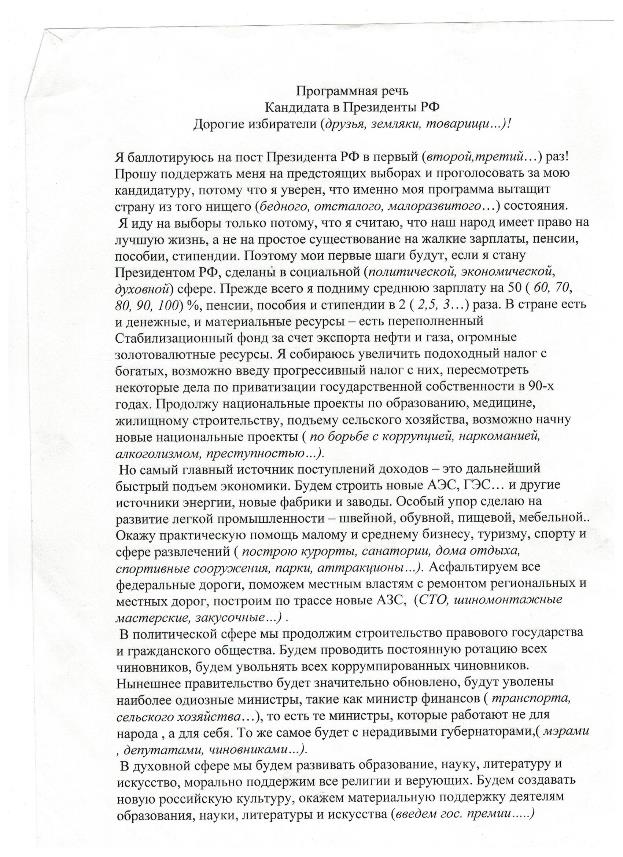 Программная речь
Кандидата в Президенты РФ
Дорогие избиратели (друзья, земляки, товарищи…)!
Я баллотируюсь на пост Президента РФ в первый (второй,третий…) раз!
Прошу поддержать меня на предстоящих выборах и проголосовать за мою
кандидатуру, потому что я уверен, что именно моя программа вытащит
страну из того нищего (бедного, отсталого, малоразвитого…) состояния.
Я иду на выборы только потому, что я считаю, что наш народ имеет право на
лучшую жизнь, а не на простое существование на жалкие зарплаты, пенсии,
пособии, стипендии. Поэтому мои первые шаги будут, если я стану
Президентом РФ, сделаны в социальной (политической, экономической,
духовной) сфере. Прежде всего я подниму среднюю зарплату на 50 ( 60, 70,
80, 90, 100) %, пенсии, пособия и стипендии в 2 ( 2,5, 3…) раза. В стране есть
и денежные, и материальные ресурсы – есть переполненный
Стабилизационный фонд за счет экспорта нефти и газа, огромные
золотовалютные ресурсы. Я собираюсь увеличить подоходный налог с
богатых, возможно введу прогрессивный налог с них, пересмотреть
некоторые дела по приватизации государственной собственности в 90-х
годах. Продолжу национальные проекты по образованию, медицине,
жилищному строительству, подъему сельского хозяйства, возможно начну
новые национальные проекты ( по борьбе с коррупцией, наркоманией,
алкоголизмом, преступностью…).
Но самый главный источник поступлений доходов – это дальнейший
быстрый подъем экономики. Будем строить новые АЭС, ГЭС… и другие
источники энергии, новые фабрики и заводы. Особый упор сделаю на
развитие легкой промышленности – швейной, обувной, пищевой, мебельной..
Окажу практическую помощь малому и среднему бизнесу, туризму, спорту и
сфере развлечений ( построю курорты, санатории, дома отдыха,
спортивные сооружения, парки, аттракционы…). Асфальтируем все
федеральные дороги, поможем местным властям с ремонтом региональных и
местных дорог, построим по трассе новые АЗС, (СТО, шиномонтажные
мастерские, закусочные…) .
В политической сфере мы продолжим строительство правового государства
и гражданского общества. Будем проводить постоянную ротацию всех
чиновников, будем увольнять всех коррумпированных чиновников.
Нынешнее правительство будет значительно обновлено, будут уволены
наиболее одиозные министры, такие как министр финансов ( транспорта,
сельского хозяйства…), то есть те министры, которые работают не для
народа , а для себя. То же самое будет с нерадивыми губернаторами,( мэрами
, депутатами, чиновниками…).
В духовной сфере мы будем развивать образование, науку, литературу и
искусство, морально поддержим все религии и верующих. Будем создавать
новую российскую культуру, окажем материальную поддержку деятелям
образования, науки, литературы и искусства (введем гос. премии…..)